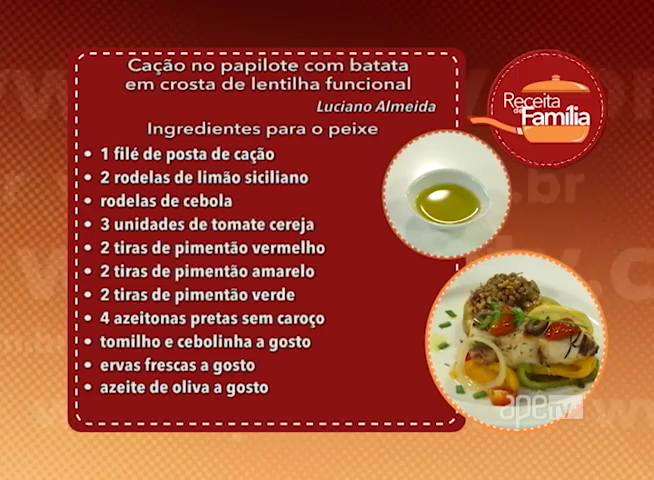 Cação no papilote com batata
em crosta de lentilha funcional
Luciano Almeida
Ingredientes para o peixe
• 1 filé de posta de cação
• 2 rodelas de limão siciliano
• rodelas de cebola
• 3 unidades de tomate cereja
• 2 tiras de pimentão vermelho
• 2 tiras de pimentão amarelo
• 2 tiras de pimentão verde
• 4 azeitonas pretas sem caroço
• tomilho e cebolinha a gosto
• ervas frescas a gosto
• azeite de oliva a gosto
Receita
de Família
apetv